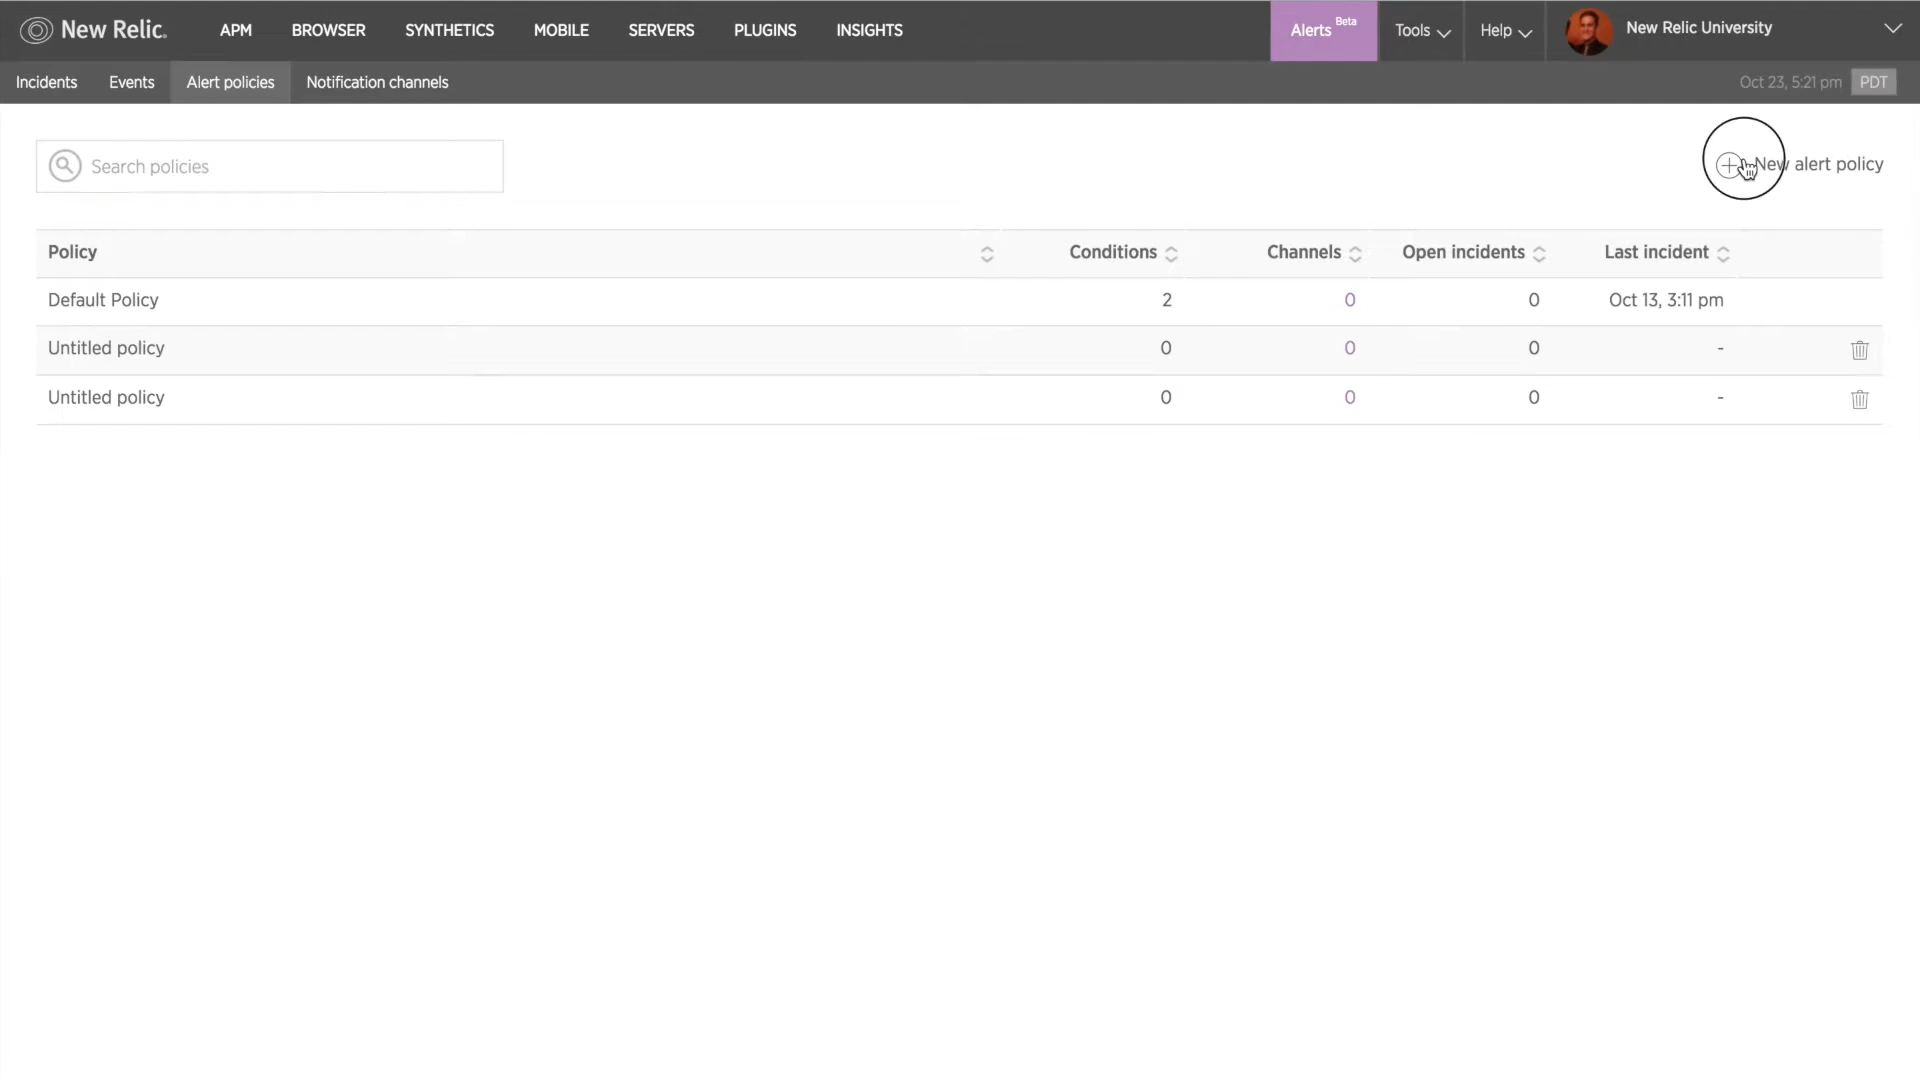 New Relic. APM BROWSER SYNTHETICS MOBILE SERVERS PLUGINS INSIGHTS Alerts Beta Tools Help New Relic University
Incidents Events Alert policies Notification channels Oct 23, 5:21 pm PDT
Search policies New alert policy
Policy Conditions Channels Open incidents Last incident
Default Policy 2 0 0 Oct 13, 3:11 pm
Untitled policy 0 0 0 -
Untitled policy 0 0 0 -